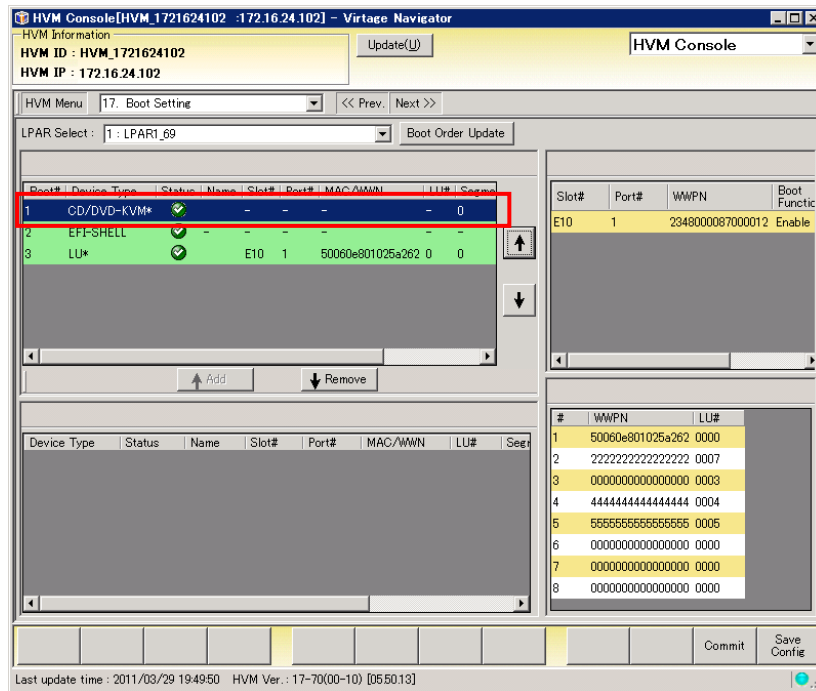 HVM Console[HVM_1721624102 :172.16.24.102] - Virtage Navigator
HVM Information
HVM ID : HVM_1721624102
HVM IP : 172.16.24.102
Update(U)
HVM Console
HVM Menu 17. Boot Setting << Prev. Next >>
LPAR Select : 1 : LPAR1_69 Boot Order Update
Boot# Device Type Status Name Slot# Port# MAC/WWN LU# Segme
1 CD/DVD-KVM* - - - - 0
2 EFI-SHELL - - - - - -
3 LU* E10 1 50060e801025a262 0 0
Add Remove
Device Type Status Name Slot# Port# MAC/WWN LU# Segr
Slot# Port# WWPN Boot Functic
E10 1 2348000087000012 Enable
# WWPN LU#
1 50060e801025a262 0000
2 2222222222222222 0007
3 0000000000000000 0003
4 4444444444444444 0004
5 5555555555555555 0005
6 0000000000000000 0000
7 0000000000000000 0000
8 0000000000000000 0000
Commit Save Config
Last update time : 2011/03/29 19:49:50 HVM Ver. : 17-70(00-10) [05.50.13]